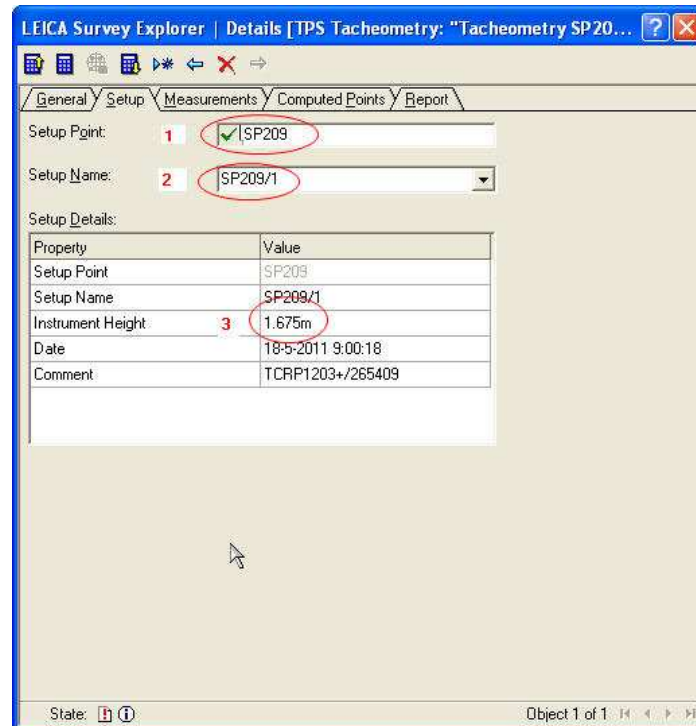 LEICA Survey Explorer | Details [TPS Tacheometry: "Tacheometry SP20...
General Setup Measurements Computed Points Report
Setup Point: 1 SP209
Setup Name: 2 SP209/1
Setup Details:
Property Value
Setup Point SP209
Setup Name SP209/1
Instrument Height 3 1.675m
Date 18-5-2011 9:00:18
Comment TCRP1203+/265409
State: Object 1 of 1